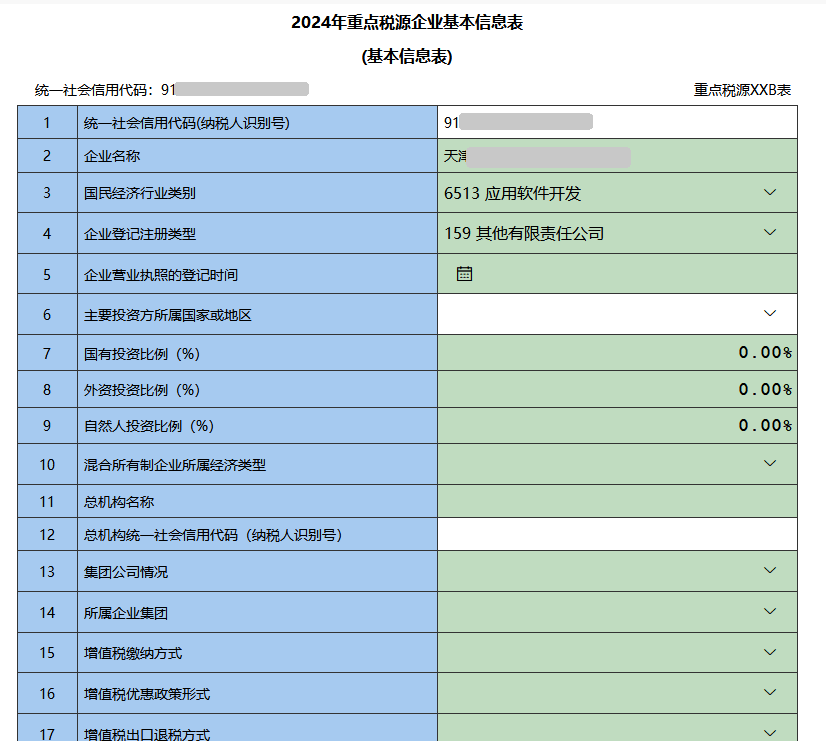 2024年重点税源企业基本信息表
(基本信息表)
统一社会信用代码：91 重点税源XXB表
1 统一社会信用代码(纳税人识别号) 91
2 企业名称 天津
3 国民经济行业类别 6513 应用软件开发
4 企业登记注册类型 159 其他有限责任公司
5 企业营业执照的登记时间
6 主要投资方所属国家或地区
7 国有投资比例（%） 0.00%
8 外资投资比例（%） 0.00%
9 自然人投资比例（%） 0.00%
10 混合所有制企业所属经济类型
11 总机构名称
12 总机构统一社会信用代码（纳税人识别号）
13 集团公司情况
14 所属企业集团
15 增值税缴纳方式
16 增值税优惠政策形式
17 增值税出口退税方式